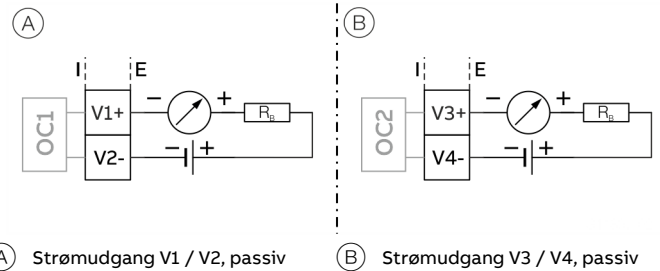 A
B
I E
I E
OC1 V1+ − + R_B
V2- − +
OC2 V3+ − + R_B
V4- − +
A Strømudgang V1 / V2, passiv
B Strømudgang V3 / V4, passiv